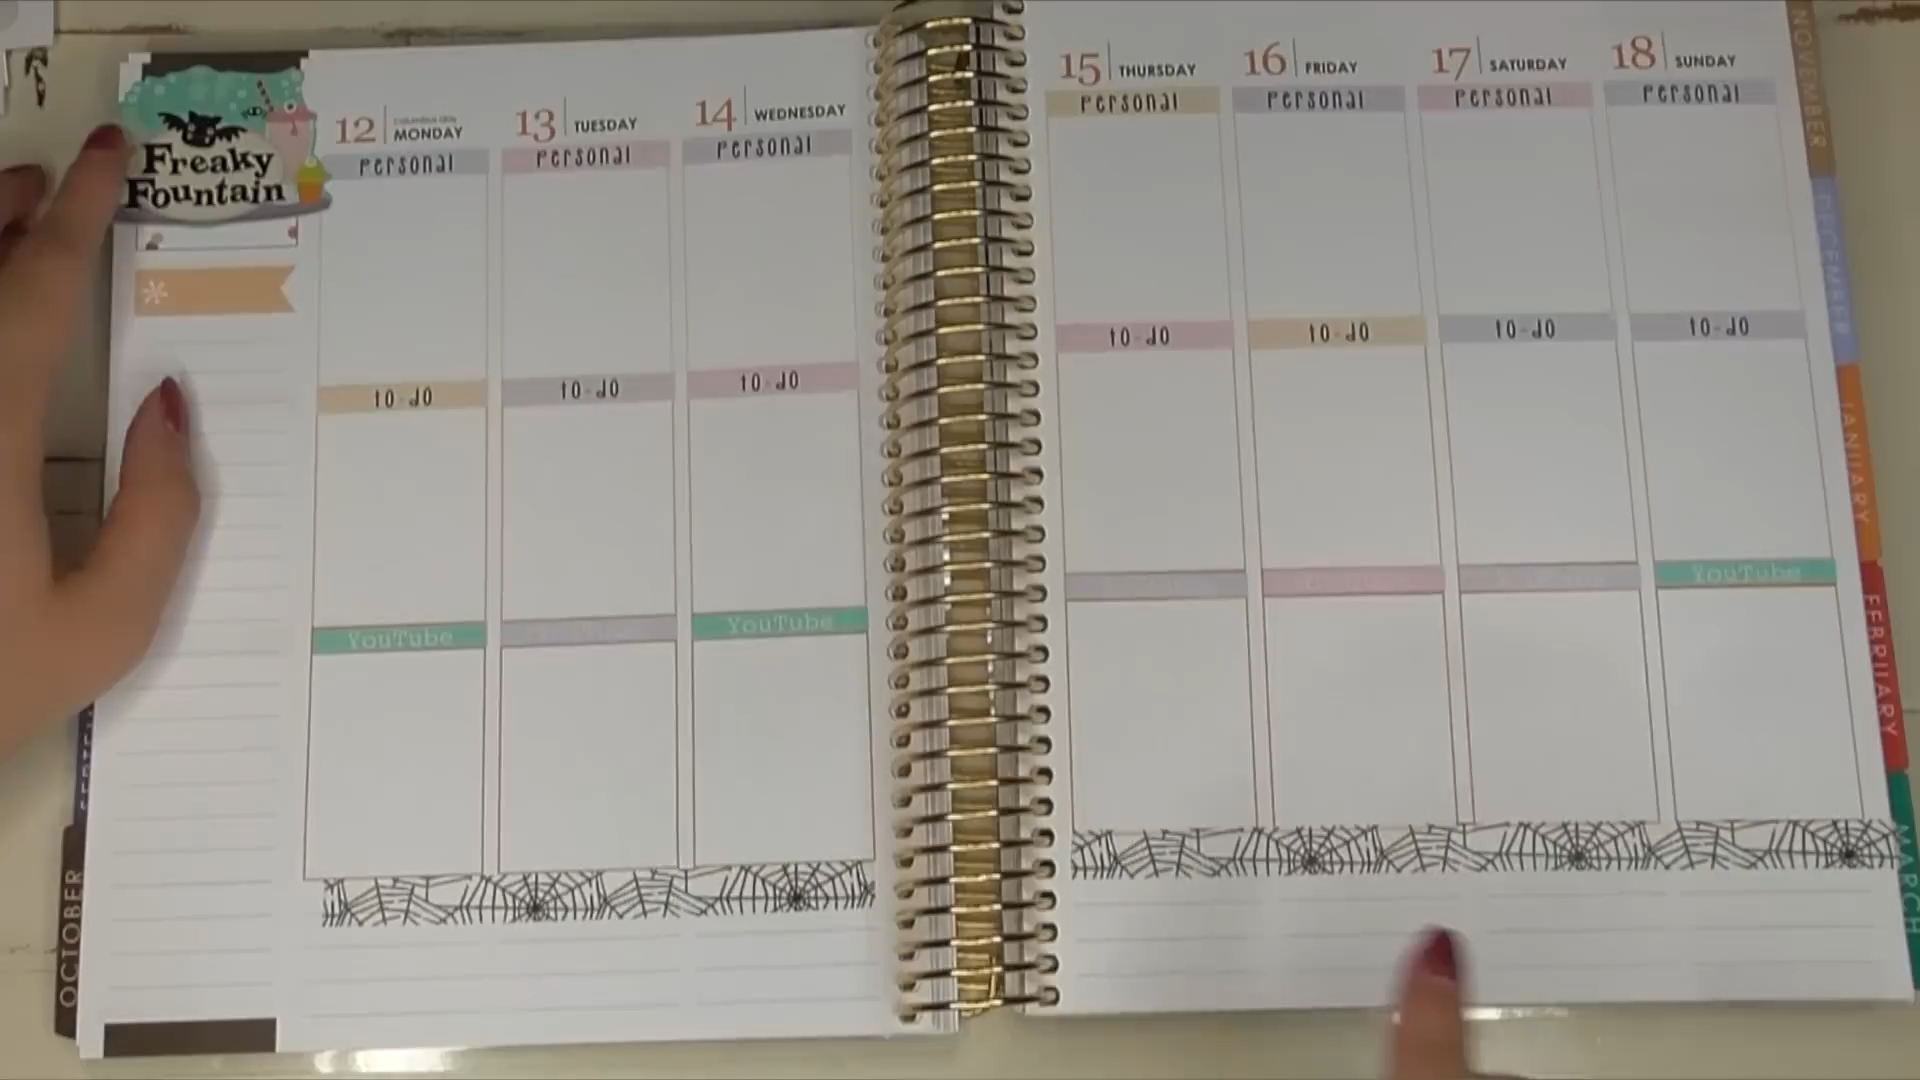 Freaky
Fountain
12 MONDAY
13 TUESDAY
14 WEDNESDAY
15 THURSDAY
16 FRIDAY
17 SATURDAY
18 SUNDAY
Personal
Personal
Personal
Personal
Personal
Personal
Personal
TO-DO
TO-DO
TO-DO
TO-DO
TO-DO
TO-DO
TO-DO
YouTube
YouTube
YouTube
OCTOBER
NOVEMBER
DECEMBER
JANUARY
FEBRUARY
MARCH